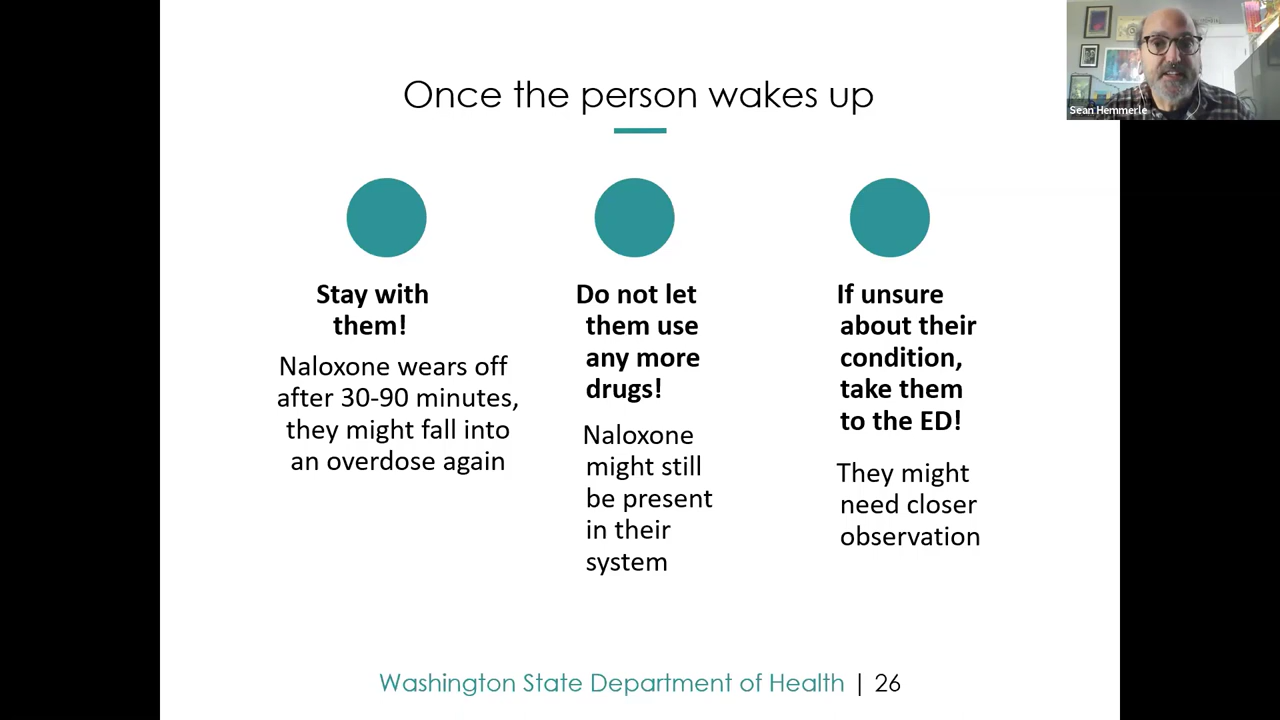 Once the person wakes up
Sean Hemmerle
Stay with
them!
Naloxone wears off
after 30-90 minutes,
they might fall into
an overdose again
Do not let
them use
any more
drugs!
Naloxone
might still
be present
in their
system
If unsure
about their
condition,
take them
to the ED!
They might
need closer
observation
Washington State Department of Health | 26